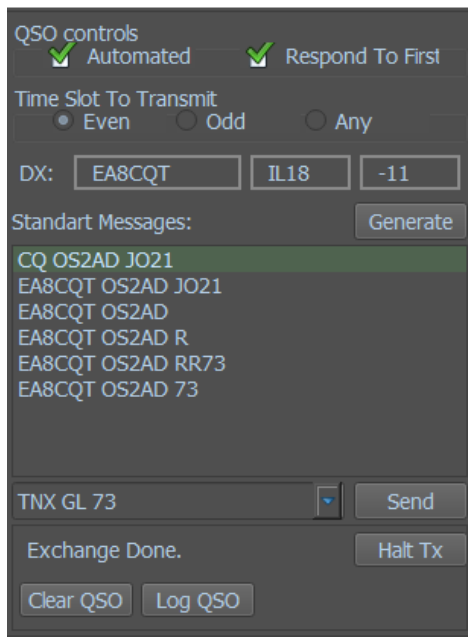 QSO controls
Automated Respond To First
Time Slot To Transmit
Even Odd Any
DX: EA8CQT IL18 -11
Standart Messages: Generate
CQ OS2AD JO21
EA8CQT OS2AD JO21
EA8CQT OS2AD
EA8CQT OS2AD R
EA8CQT OS2AD RR73
EA8CQT OS2AD 73
TNX GL 73 Send
Exchange Done. Halt Tx
Clear QSO Log QSO